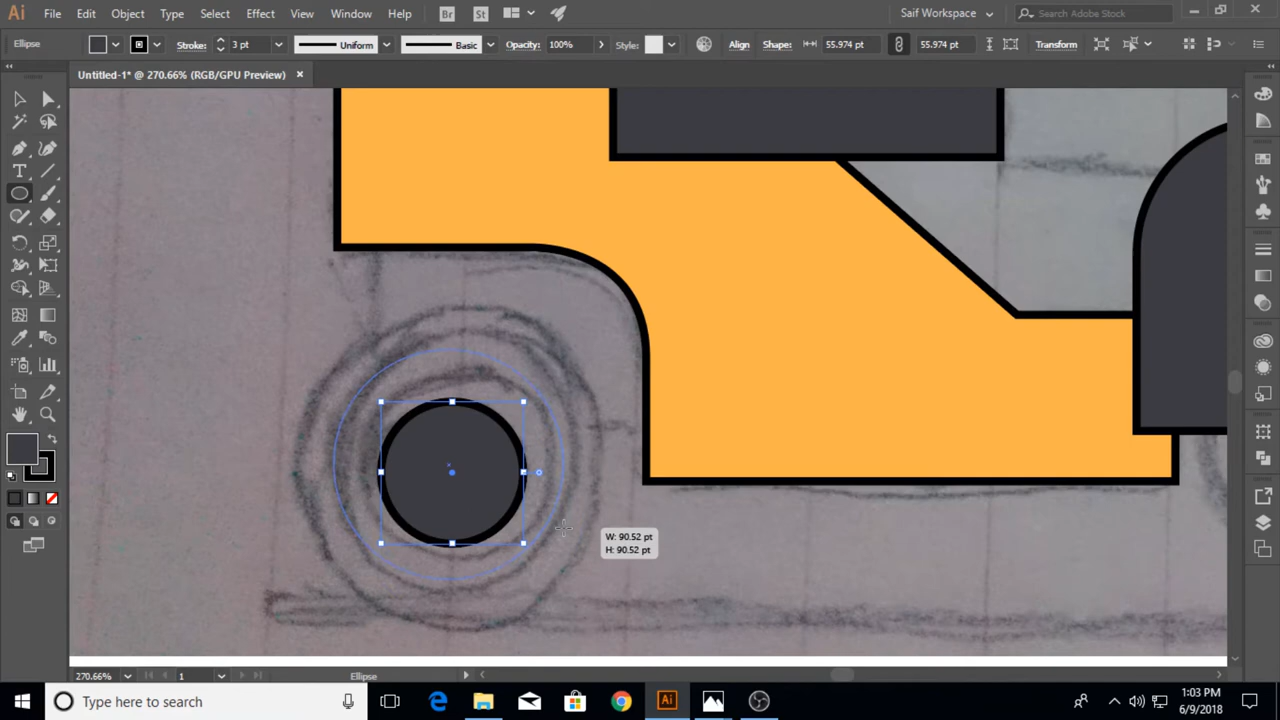 Ai File Edit Object Type Select Effect View Window Help Br St Saif Workspace Search Adobe Stock
Ellipse Stroke: 3 pt Uniform Basic Opacity: 100% Style: Align Shape: 55.974 pt 55.974 pt Transform
Untitled-1* @ 270.66% (RGB/GPU Preview)
W: 90.52 pt
H: 90.52 pt
270.66% 1 Ellipse
Type here to search Ai 1:03 PM
6/9/2018